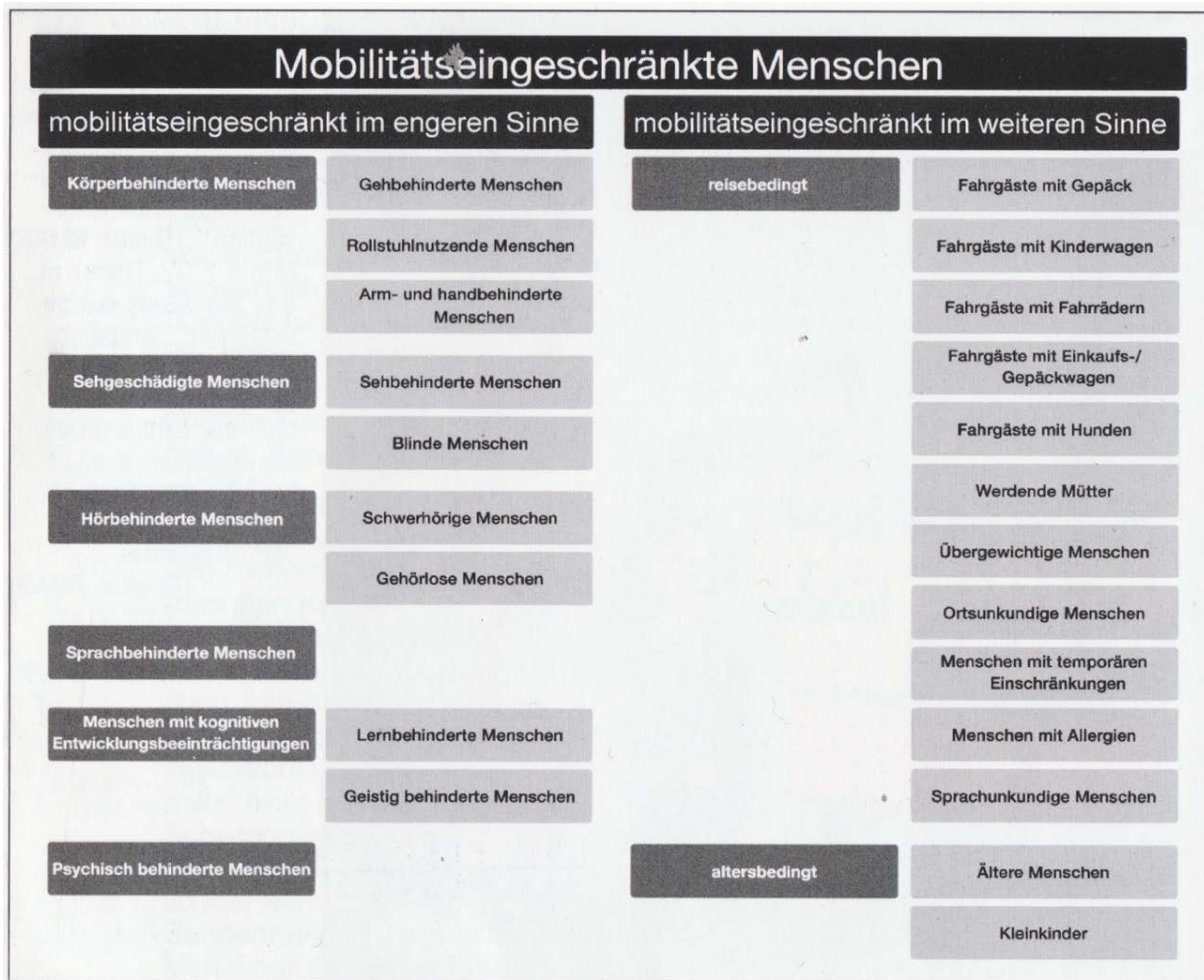 Mobilitätseingeschränkte Menschen
mobilitätseingeschränkt im engeren Sinne
Körperbehinderte Menschen
Gehbehinderte Menschen
Rollstuhlnutzende Menschen
Arm- und handbehinderte
Menschen
Sehgeschädigte Menschen
Sehbehinderte Menschen
Blinde Menschen
Hörbehinderte Menschen
Schwerhörige Menschen
Gehörlose Menschen
Sprachbehinderte Menschen
Menschen mit kognitiven
Entwicklungsbeeinträchtigungen
Lernbehinderte Menschen
Geistig behinderte Menschen
Psychisch behinderte Menschen
mobilitätseingeschränkt im weiteren Sinne
reisebedingt
Fahrgäste mit Gepäck
Fahrgäste mit Kinderwagen
Fahrgäste mit Fahrrädern
Fahrgäste mit Einkaufs-/
Gepäckwagen
Fahrgäste mit Hunden
Werdende Mütter
Übergewichtige Menschen
Ortsunkundige Menschen
Menschen mit temporären
Einschränkungen
Menschen mit Allergien
Sprachunkundige Menschen
altersbedingt
Ältere Menschen
Kleinkinder